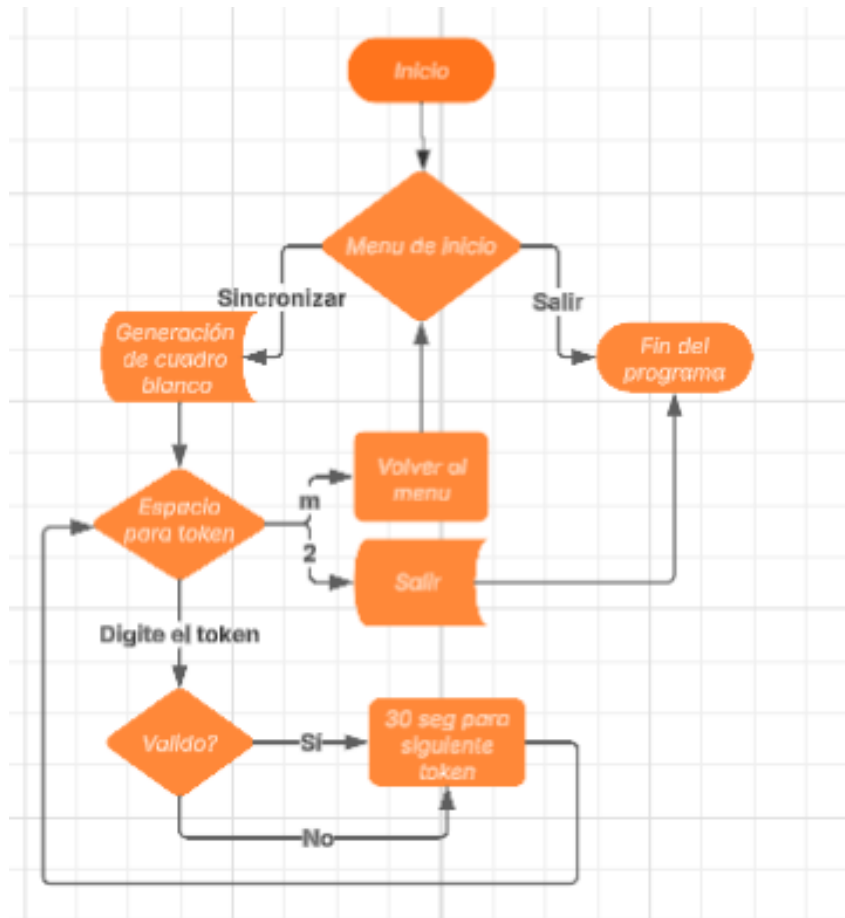 Inicio
Menu de inicio
Sincronizar
Salir
Generación
de cuadro
blanco
Fin del
programa
Volver al
menu
m
Espacio
para token
2
Salir
Digite el token
30 seg para
siguiente
token
Valido?
Sí
No